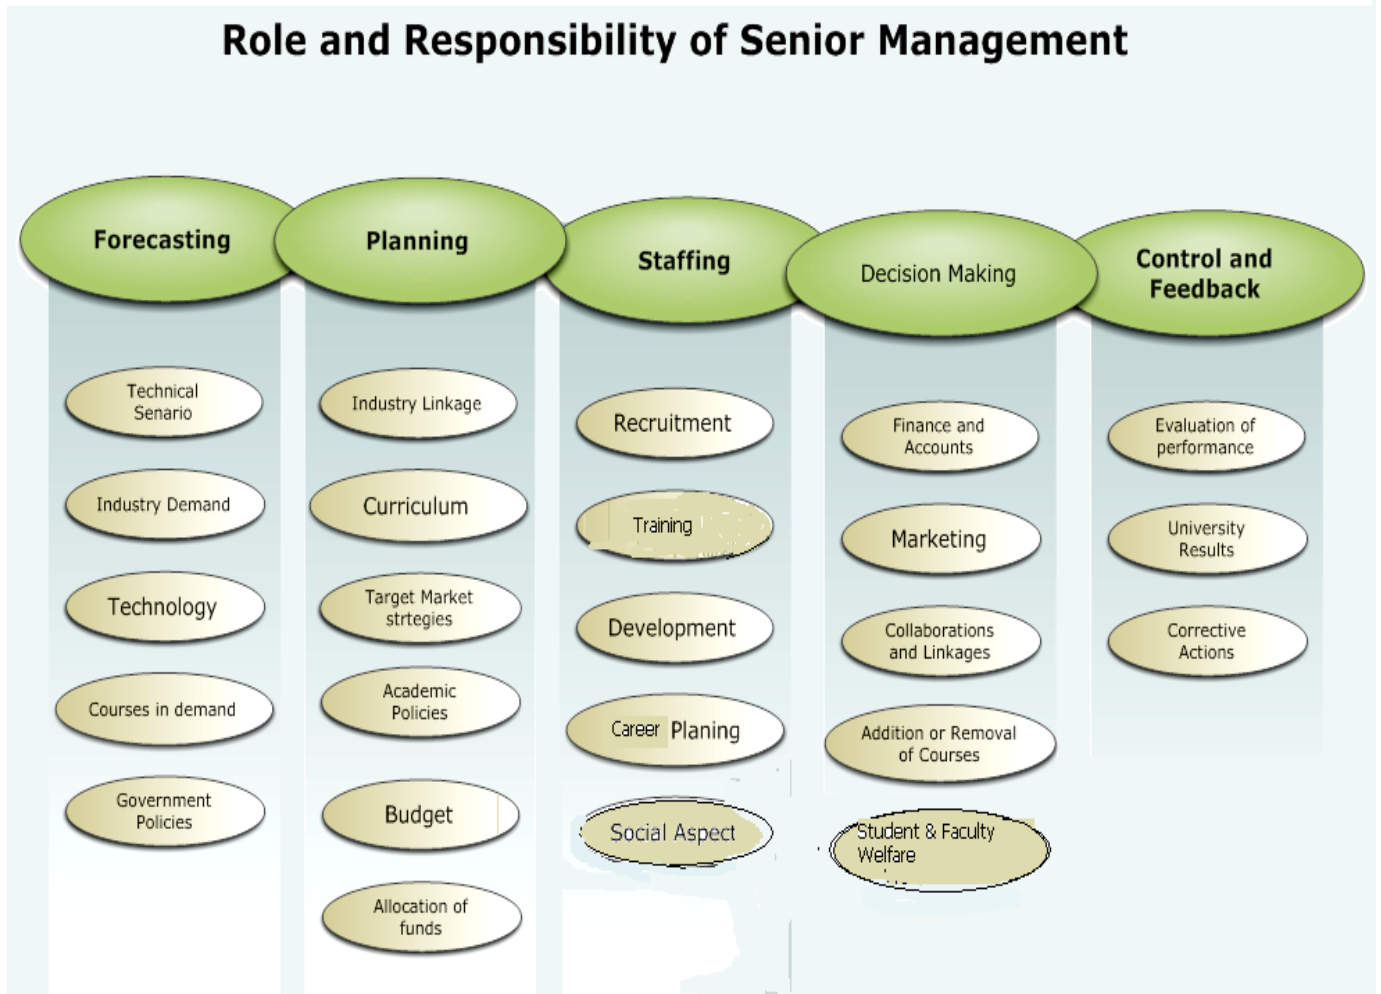 Role and Responsibility of Senior Management
Forecasting
Technical
Senario
Industry Demand
Technology
Courses in demand
Government
Policies
Planning
Industry Linkage
Curriculum
Target Market
strtegies
Academic
Policies
Budget
Allocation of
funds
Staffing
Recruitment
Training
Development
Career Planing
Social Aspect
Decision Making
Finance and
Accounts
Marketing
Collaborations
and Linkages
Addition or Removal
of Courses
Student & Faculty
Welfare
Control and
Feedback
Evaluation of
performance
University
Results
Corrective
Actions